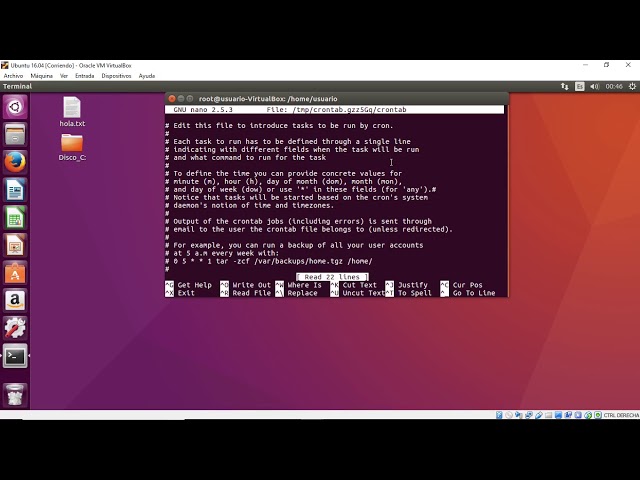 Ubuntu 16.04 [Corriendo] - Oracle VM VirtualBox
Archivo Máquina Ver Entrada Dispositivos Ayuda
Terminal
Es
00:46
hola.txt
Disco_C:
root@usuario-VirtualBox: /home/usuario
GNU nano 2.5.3 File: /tmp/crontab.gzzSGq/crontab
# Edit this file to introduce tasks to be run by cron.
#
# Each task to run has to be defined through a single line
# indicating with different fields when the task will be run
# and what command to run for the task
#
# To define the time you can provide concrete values for
# minute (m), hour (h), day of month (dom), month (mon),
# and day of week (dow) or use '*' in these fields (for 'any').#
# Notice that tasks will be started based on the cron's system
# daemon's notion of time and timezones.
#
# Output of the crontab jobs (including errors) is sent through
# email to the user the crontab file belongs to (unless redirected).
#
# For example, you can run a backup of all your user accounts
# at 5 a.m every week with:
# 0 5 * * 1 tar -zcf /var/backups/home.tgz /home/
#
[ Read 22 lines ]
^G Get Help ^O Write Out ^W Where Is ^K Cut Text ^J Justify ^C Cur Pos
^X Exit ^R Read File ^\ Replace ^U Uncut Text ^T To Spell ^_ Go To Line
CTRL DERECHA